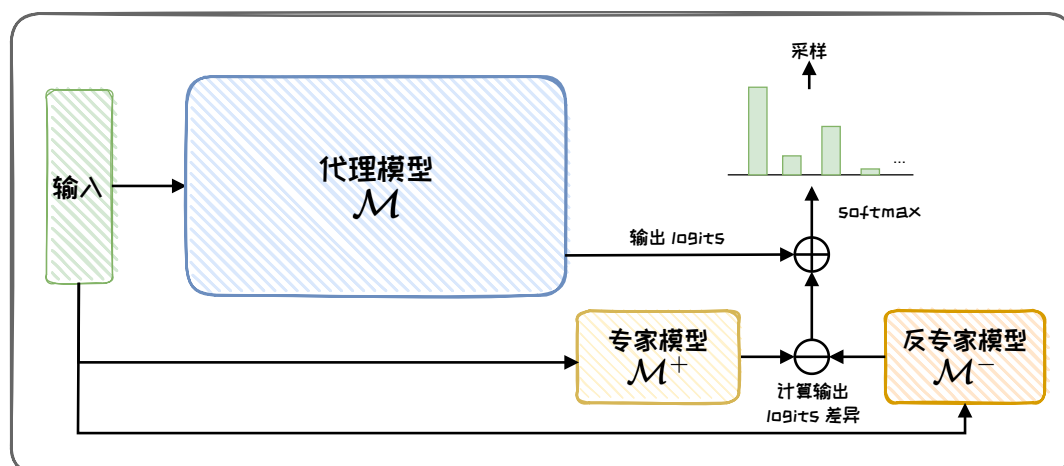 采样
...
输入
代理模型
M
softmax
输出 logits
专家模型
M+
反专家模型
M−
计算输出
logits 差异